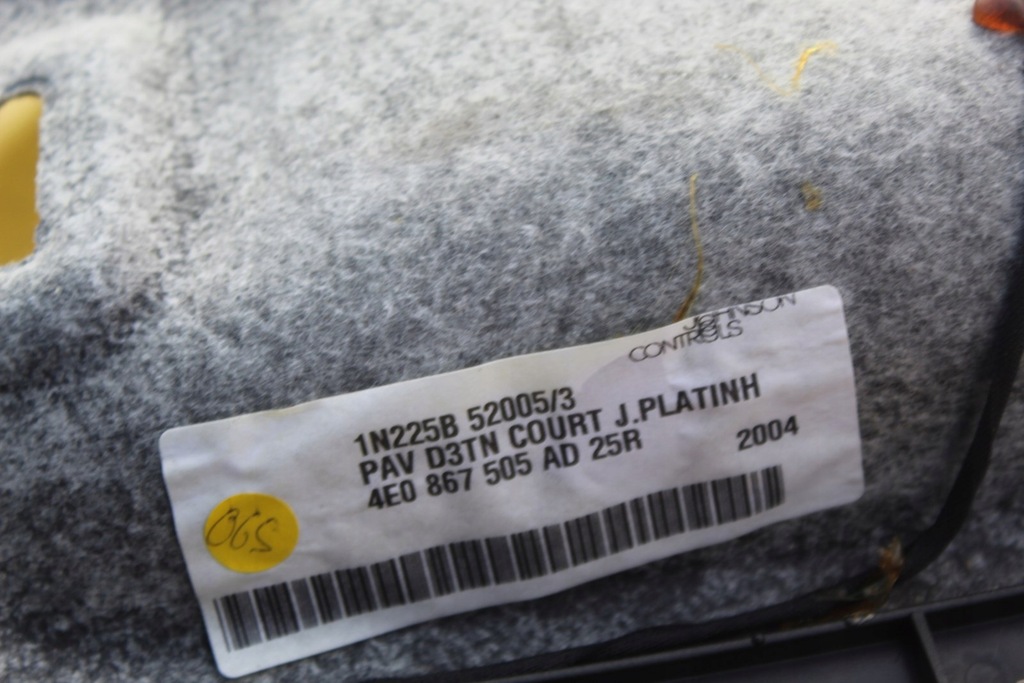 JOHNSON
CONTROLS
1N225B 52005/3
PAV D3TN COURT J.PLATINH
4E0 867 505 AD 25R
2004
06S